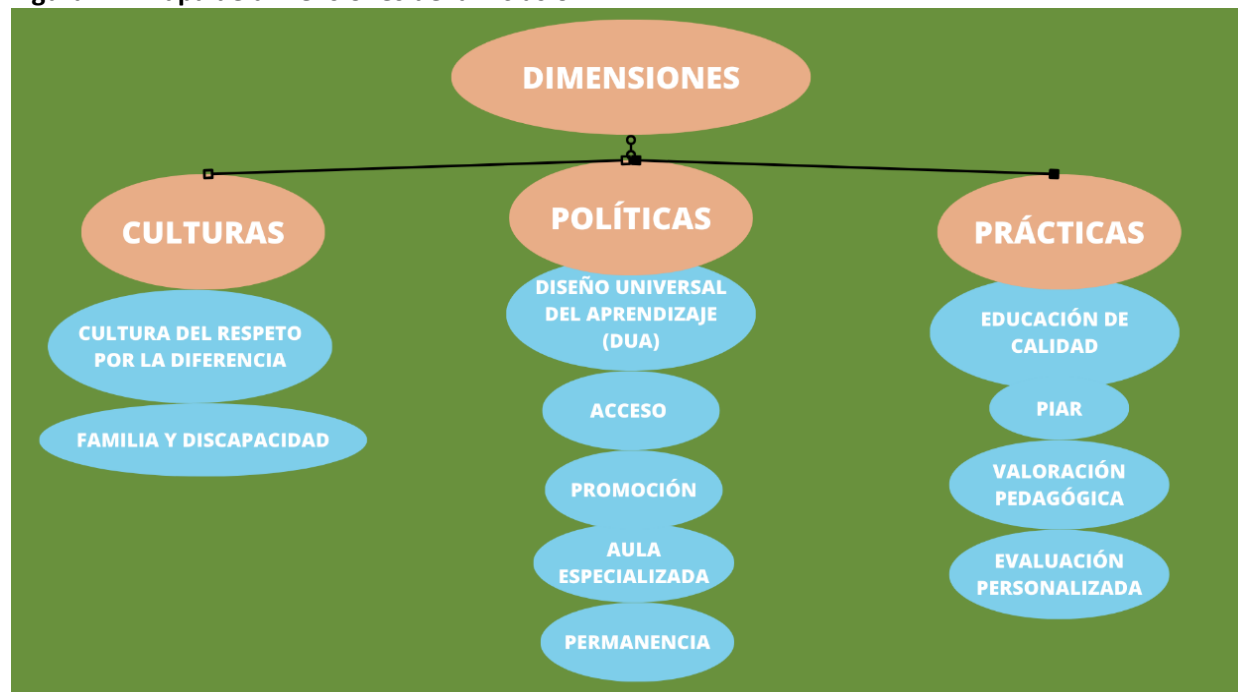 DIMENSIONES
CULTURAS
CULTURA DEL RESPETO
POR LA DIFERENCIA
FAMILIA Y DISCAPACIDAD
POLÍTICAS
DISEÑO UNIVERSAL
DEL APRENDIZAJE
(DUA)
ACCESO
PROMOCIÓN
AULA
ESPECIALIZADA
PERMANENCIA
PRÁCTICAS
EDUCACIÓN DE
CALIDAD
PIAR
VALORACIÓN
PEDAGÓGICA
EVALUACIÓN
PERSONALIZADA